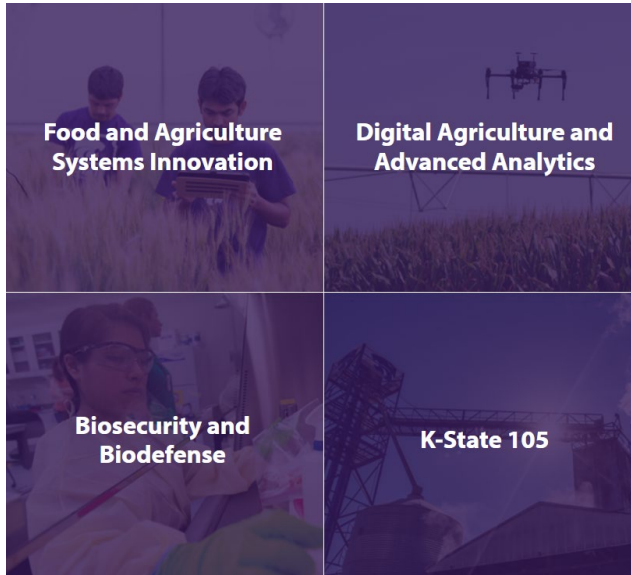 Food and Agriculture
Systems Innovation
Digital Agriculture and
Advanced Analytics
Biosecurity and
Biodefense
K-State 105